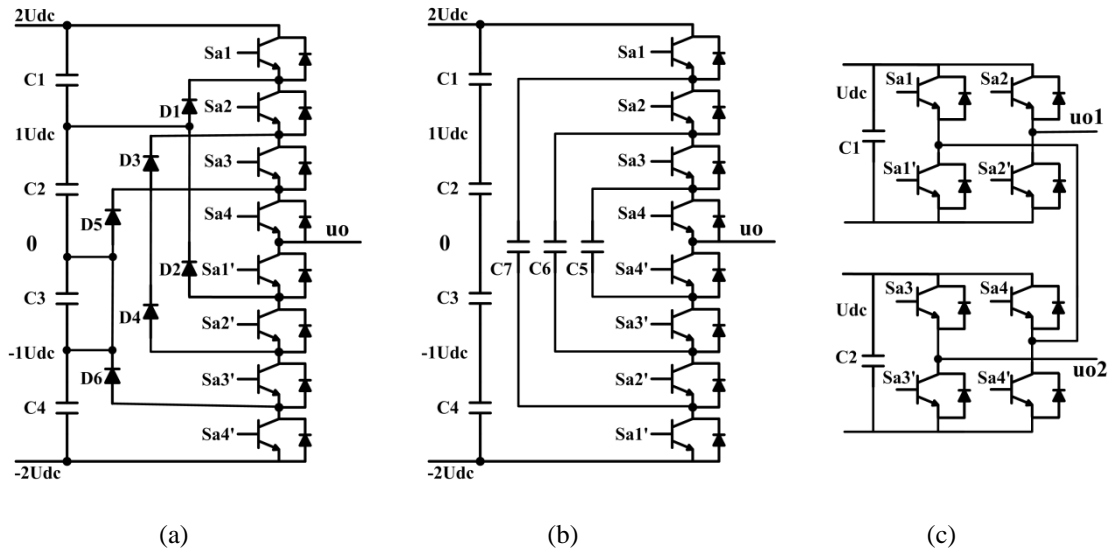 2Udc
Sa1
C1
D1
Sa2
1Udc
D3
Sa3
C2
D5
Sa4
0
uo
D2
Sa1'
C3
D4
Sa2'
-1Udc
D6
Sa3'
C4
Sa4'
-2Udc
(a)
2Udc
Sa1
C1
Sa2
1Udc
Sa3
C2
Sa4
0
uo
C7
C6
C5
Sa4'
C3
Sa3'
-1Udc
Sa2'
C4
Sa1'
-2Udc
(b)
Sa1
Sa2
Udc
uo1
C1
Sa1'
Sa2'
Sa3
Sa4
Udc
C2
uo2
Sa3'
Sa4'
(c)